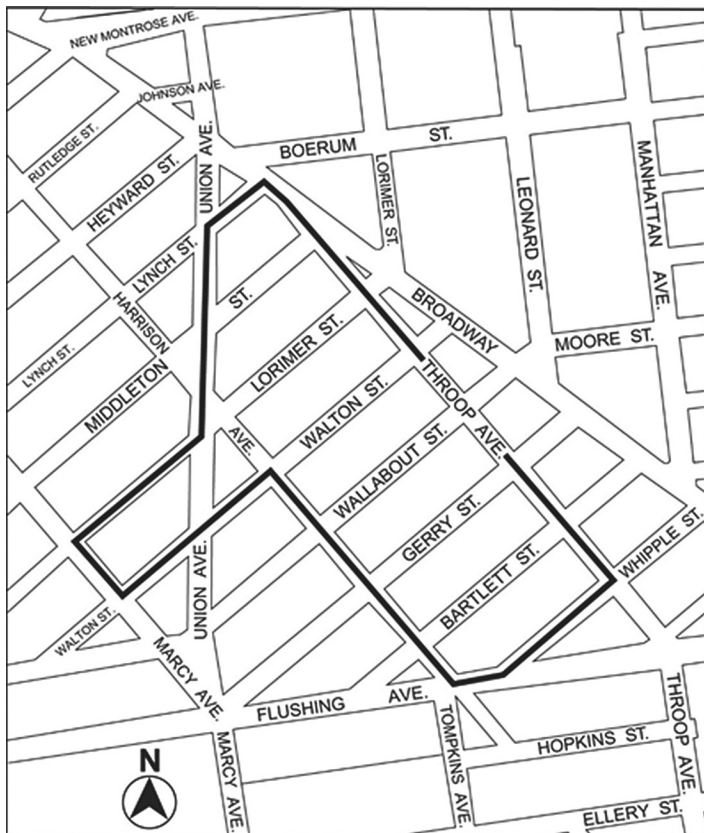 NEW MONTROSE AVE.
JOHNSON AVE.
RUTLEDGE ST.
HEYWARD ST.
UNION AVE.
BOERUM ST.
LORIMER ST.
LEONARD ST.
MANHATTAN AVE.
LYNCH ST.
HARRISON AVE.
LYNCH ST.
MIDDLETON ST.
LORIMER ST.
BROADWAY
MOORE ST.
THROOP AVE.
WALTON ST.
WALLABOUT ST.
GERRY ST.
BARTLETT ST.
WHIPPLE ST.
UNION AVE.
WALTON ST.
MARCY AVE.
FLUSHING AVE.
MARCY AVE.
TOMPKINS AVE.
HOPKINS ST.
THROOP AVE.
ELLERY ST.
N